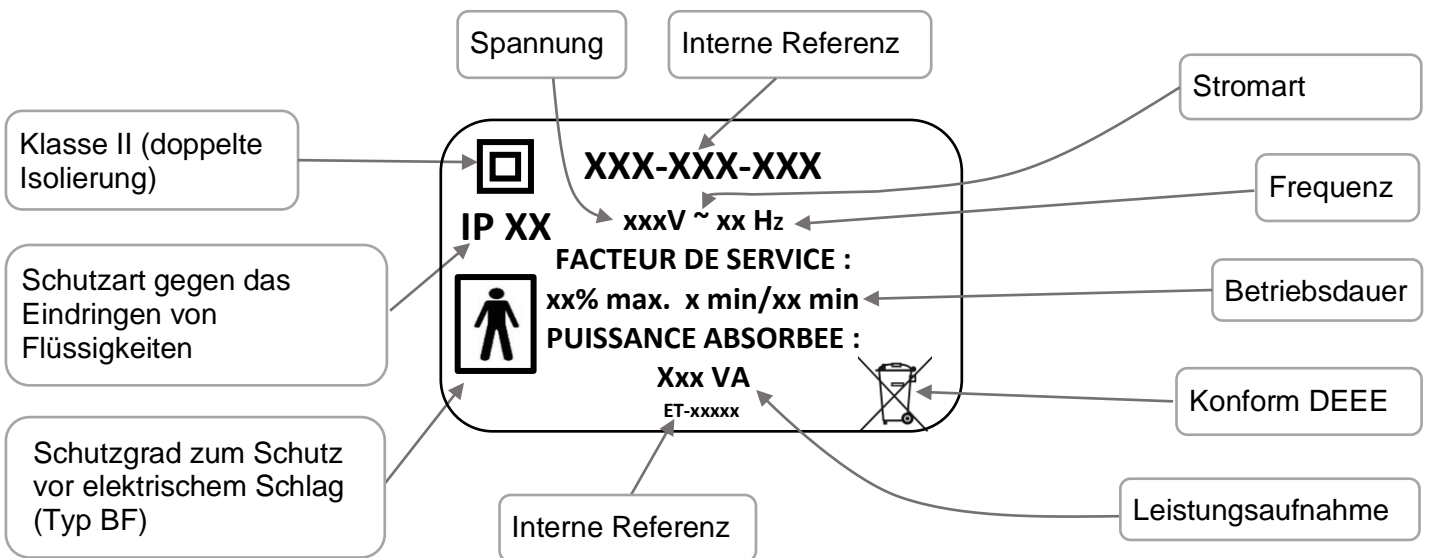 Spannung
Interne Referenz
Stromart
Klasse II (doppelte
Isolierung)
XXX-XXX-XXX
Frequenz
IP XX
xxxV ~ xx Hz
FACTEUR DE SERVICE :
Schutzart gegen das
Eindringen von
Flüssigkeiten
xx% max. x min/xx min
Betriebsdauer
PUISSANCE ABSORBEE :
Xxx VA
Konform DEEE
ET-xxxxx
Schutzgrad zum Schutz
vor elektrischem Schlag
(Typ BF)
Interne Referenz
Leistungsaufnahme